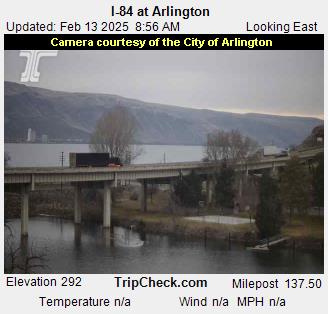 I-84 at Arlington
Updated: Feb 13 2025 8:56 AM Looking East
Camera courtesy of the City of Arlington
Elevation 292 TripCheck.com Milepost 137.50
Temperature n/a Wind n/a MPH n/a